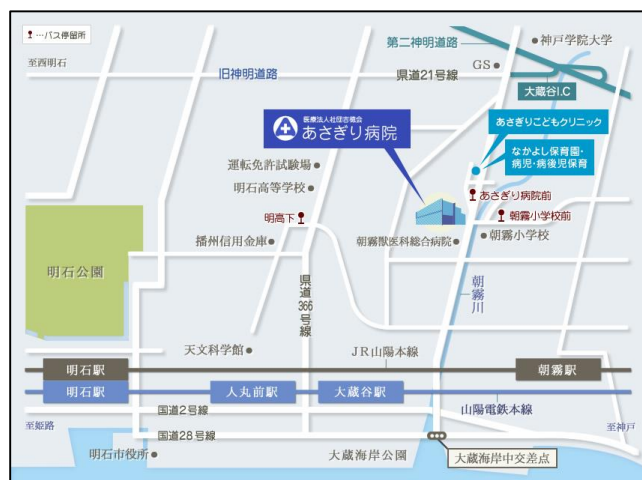 …バス停留所
第二神明道路
神戸学院大学
至西明石
旧神明道路
県道21号線
GS
大蔵谷I.C
医療法人社団吉徳会
あさぎり病院
あさぎりこどもクリニック
なかよし保育園・
病児・病後児保育
運転免許試験場
明石高等学校
あさぎり病院前
明高下
朝霧小学校前
播州信用金庫
朝霧獣医科総合病院
朝霧小学校
明石公園
県道366号線
朝霧川
天文科学館
JR山陽本線
明石駅
朝霧駅
明石駅
人丸前駅
大蔵谷駅
国道2号線
山陽電鉄本線
至姫路
国道28号線
至神戸
明石市役所
大蔵海岸公園
大蔵海岸中交差点